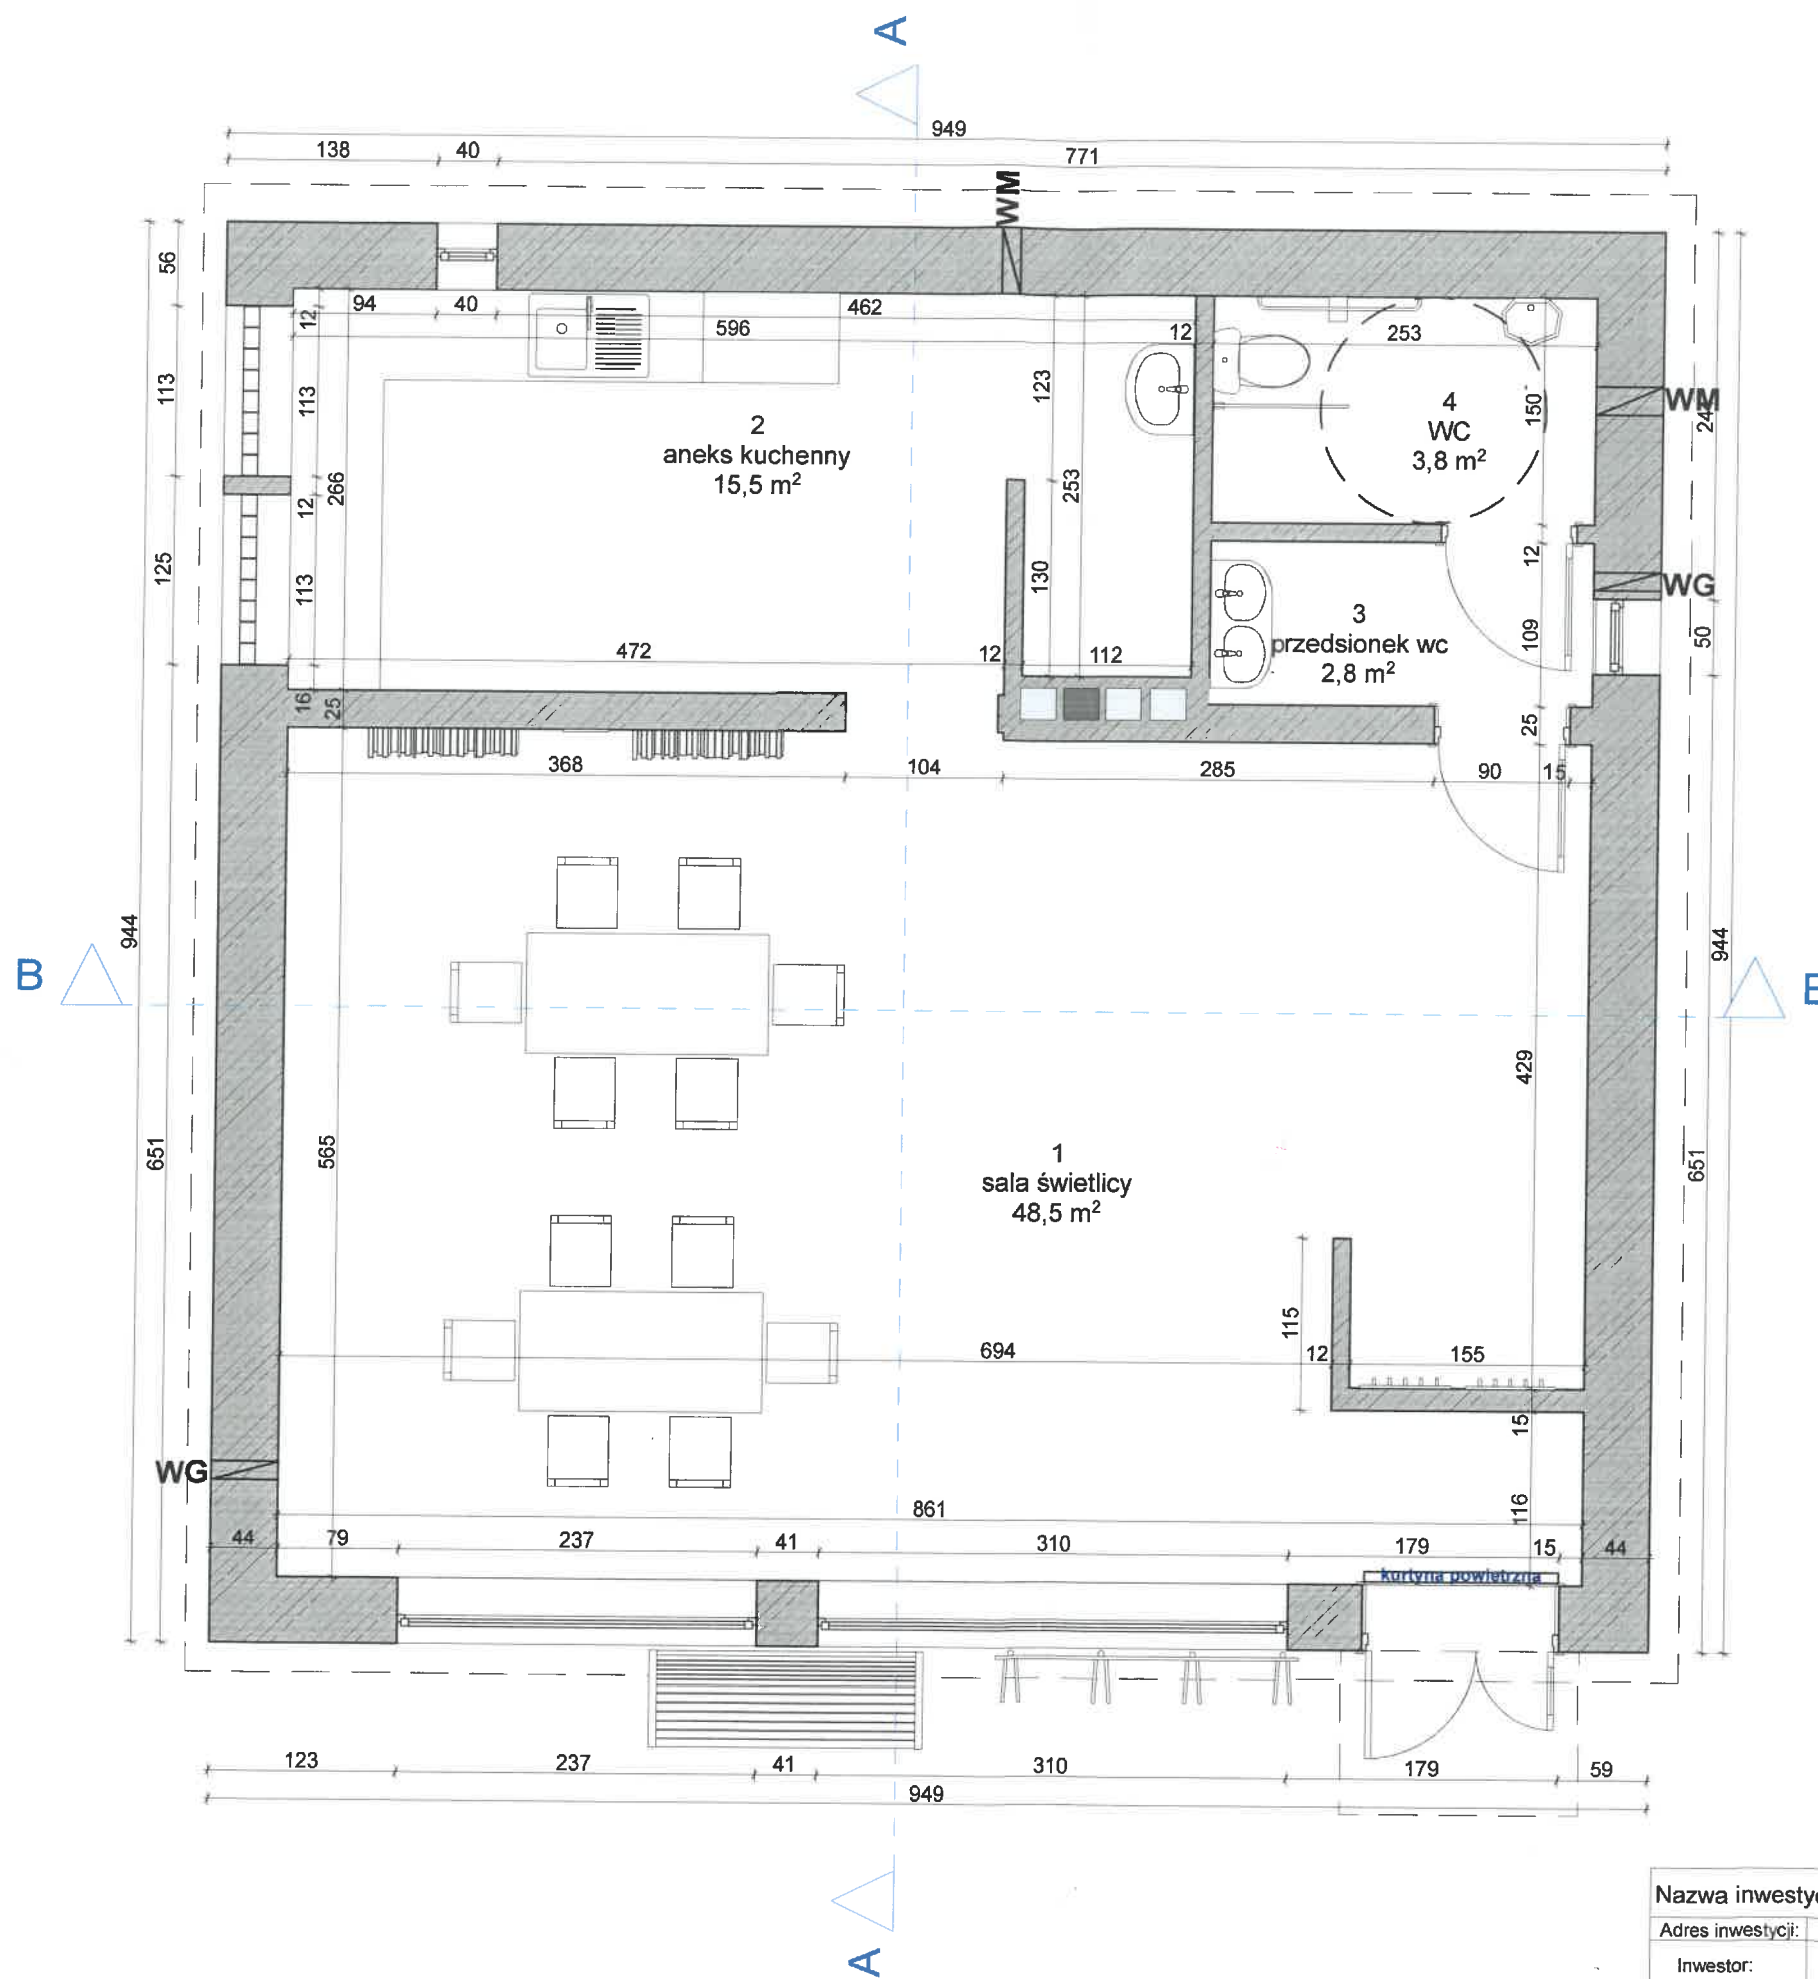 A
949
138 40 771
WM
56
94 40 462
12 596 12 253
113 113 123 150 WM 24
2
aneks kuchenny
15,5 m²
4
WC
3,8 m²
266 253
12
125 113 130 12 WG
3
przedsionek wc
2,8 m²
109 50
472 12 112
16 25 25
368 104 285 90 15
944 944
B
429
565
651 651
1
sala świetlicy
48,5 m²
115
694 12 155
15
WG
861 116
44 79 237 41 310 179 15 44
kurtyna powietrzna
123 237 41 310 179 59
949
A
Adres inwestycji:
Inwestor: